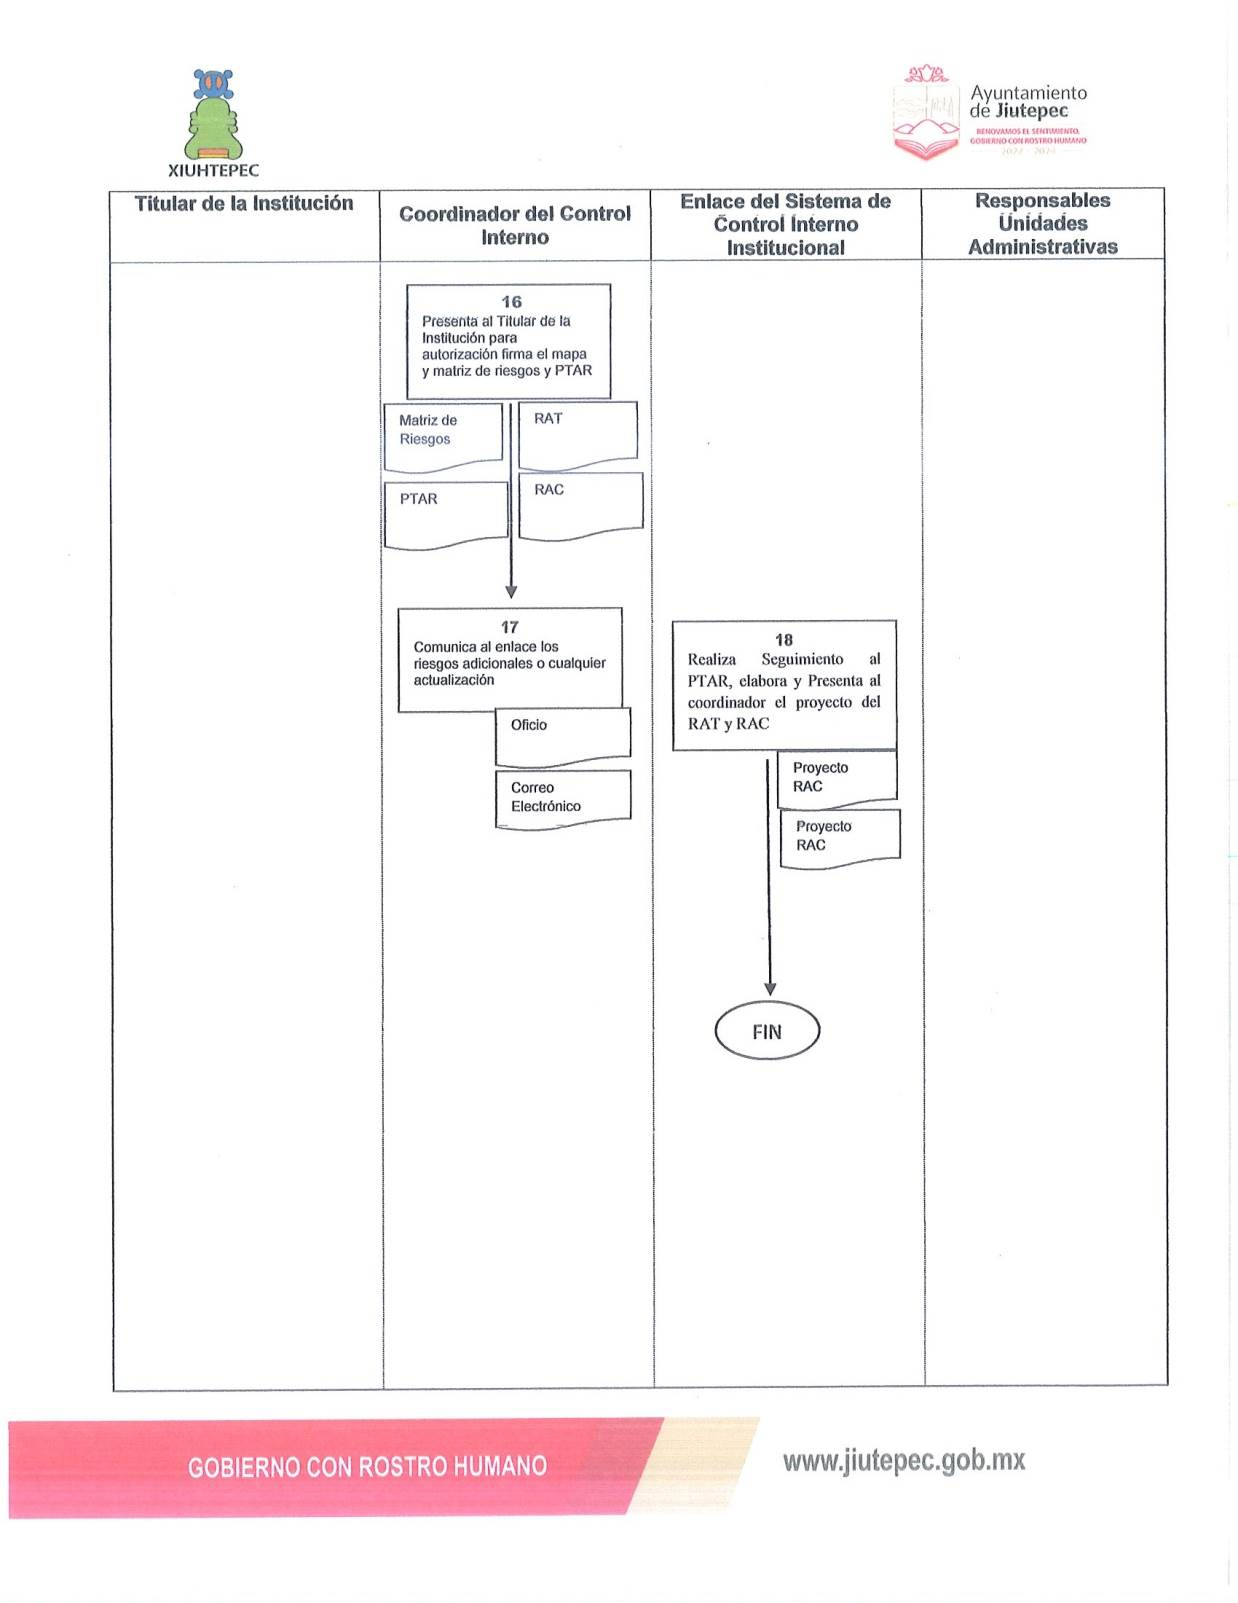 XIUHTEPEC
Ayuntamiento
de Jiutepec
RENOVAMOS EL SENTIMIENTO,
GOBIERNO CON ROSTRO HUMANO
2022 - 2024
Titular de la Institución
Coordinador del Control
Interno
Enlace del Sistema de
Control Interno
Institucional
Responsables
Unidades
Administrativas
16
Presenta al Titular de la
Institución para
autorización firma el mapa
y matriz de riesgos y PTAR
Matriz de
Riesgos
RAT
PTAR
RAC
17
Comunica al enlace los
riesgos adicionales o cualquier
actualización
Oficio
Correo
Electrónico
18
Realiza Seguimiento al
PTAR, elabora y Presenta al
coordinador el proyecto del
RAT y RAC
Proyecto
RAC
Proyecto
RAC
FIN
GOBIERNO CON ROSTRO HUMANO
www.jiutepec.gob.mx